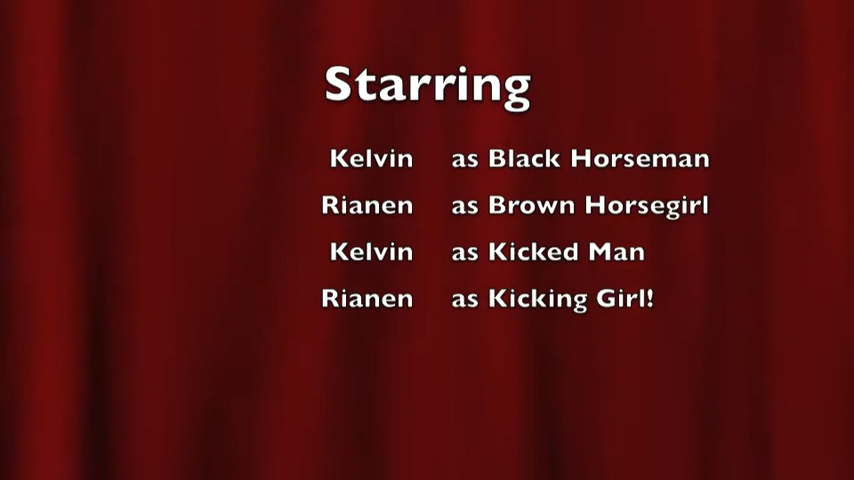 Starring
Kelvin as Black Horseman
Rianen as Brown Horsegirl
Kelvin as Kicked Man
Rianen as Kicking Girl!